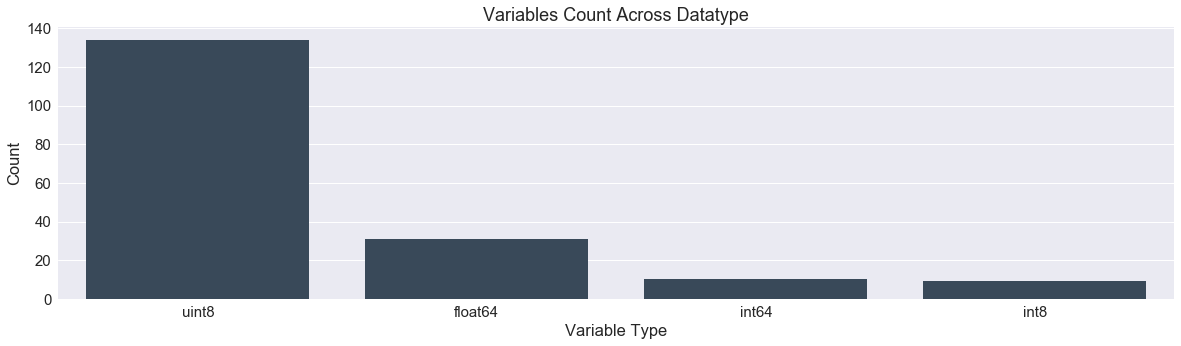 Variables Count Across Datatype
140
120
100
80
60
40
20
0
Count
uint8 float64 int64 int8
Variable Type